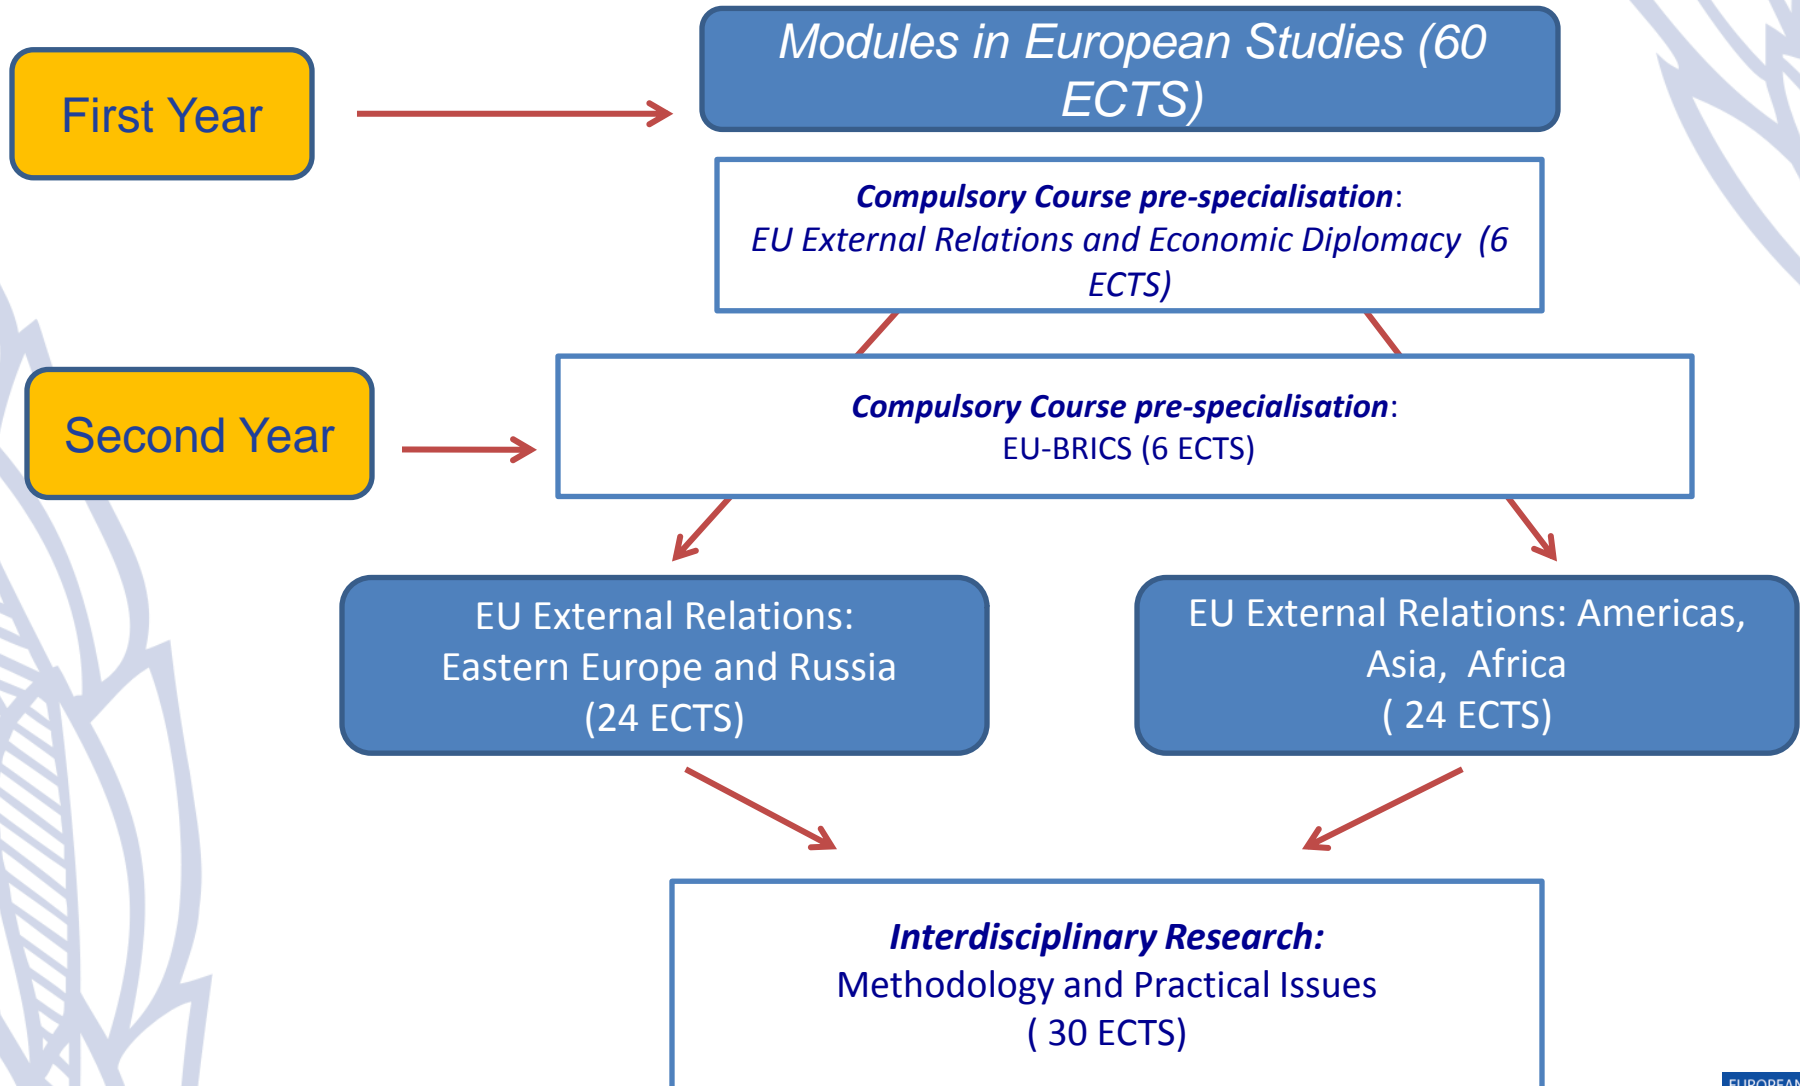 First Year
Modules in European Studies (60
ECTS)
Compulsory Course pre-specialisation:
EU External Relations and Economic Diplomacy (6
ECTS)
Second Year
Compulsory Course pre-specialisation:
EU-BRICS (6 ECTS)
EU External Relations:
Eastern Europe and Russia
(24 ECTS)
EU External Relations: Americas,
Asia, Africa
( 24 ECTS)
Interdisciplinary Research:
Methodology and Practical Issues
( 30 ECTS)
EUROPEAN